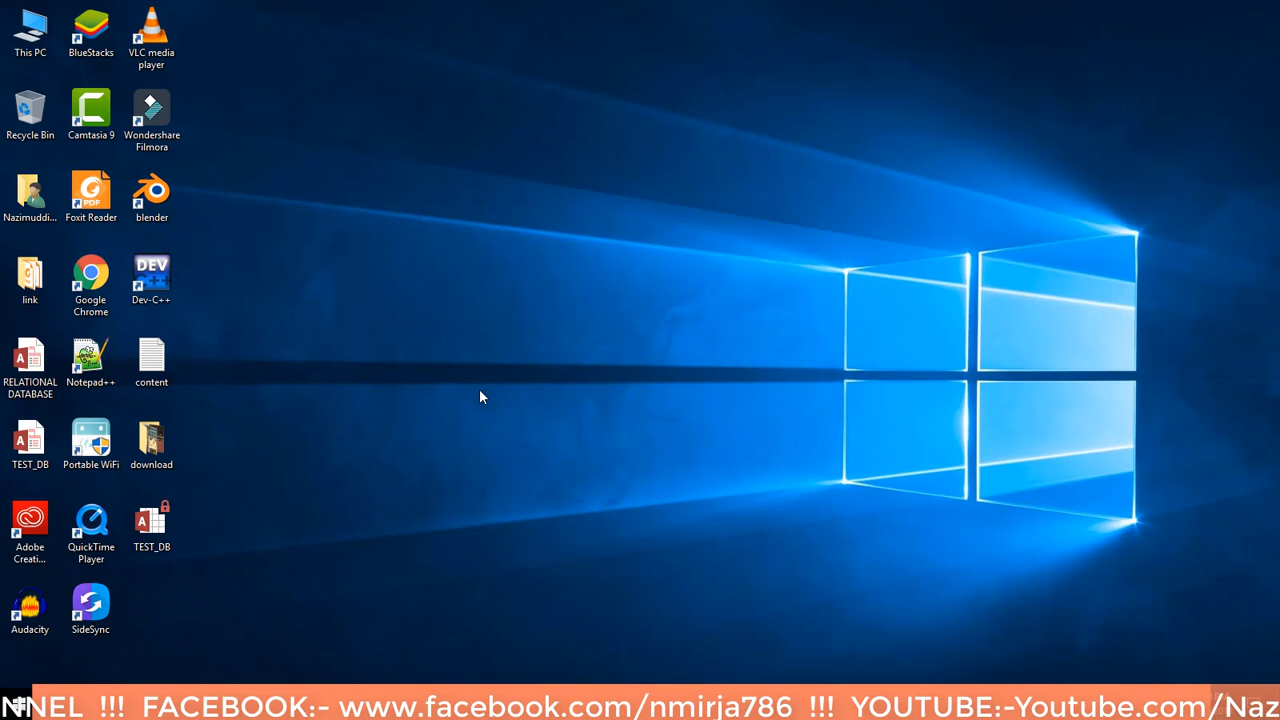 This PC
BlueStacks
VLC media
player
Recycle Bin
Camtasia 9
Wondershare
Filmora
Nazimuddi...
PDF
Foxit Reader
blender
link
Google
Chrome
DEV
C++
Dev-C++
RELATIONAL
DATABASE
Notepad++
content
TEST_DB
Portable WiFi
download
Adobe
Creati...
QuickTime
Player
TEST_DB
Audacity
SideSync
NNEL !!! FACEBOOK:- www.facebook.com/nmirja786 !!! YOUTUBE:-Youtube.com/Naz